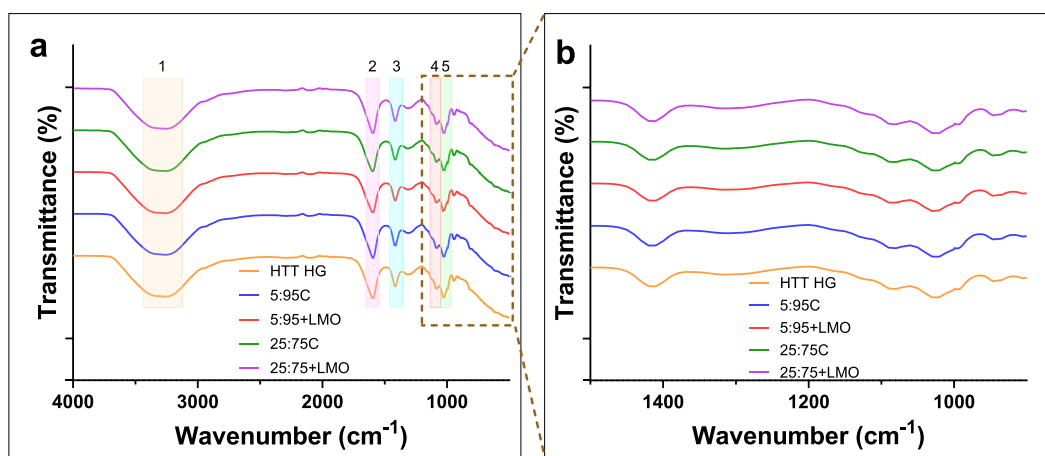 a
1
2
3
4
5
Transmittance (%)
HTT HG
5:95C
5:95+LMO
25:75C
25:75+LMO
4000
3000
2000
1000
Wavenumber (cm⁻¹)
b
Transmittance (%)
HTT HG
5:95C
5:95+LMO
25:75C
25:75+LMO
1400
1200
1000
Wavenumber (cm⁻¹)